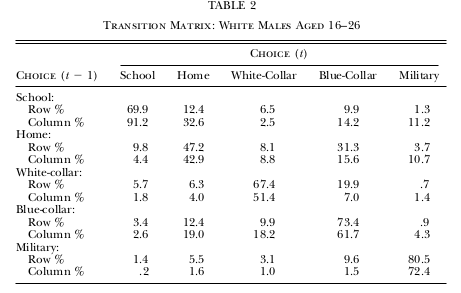 TABLE 2
Transition Matrix: White Males Aged 16–26
Choice (t)
Choice (t − 1) School Home White-Collar Blue-Collar Military
School:
Row % 69.9 12.4 6.5 9.9 1.3
Column % 91.2 32.6 2.5 14.2 11.2
Home:
Row % 9.8 47.2 8.1 31.3 3.7
Column % 4.4 42.9 8.8 15.6 10.7
White-collar:
Row % 5.7 6.3 67.4 19.9 .7
Column % 1.8 4.0 51.4 7.0 1.4
Blue-collar:
Row % 3.4 12.4 9.9 73.4 .9
Column % 2.6 19.0 18.2 61.7 4.3
Military:
Row % 1.4 5.5 3.1 9.6 80.5
Column % .2 1.6 1.0 1.5 72.4